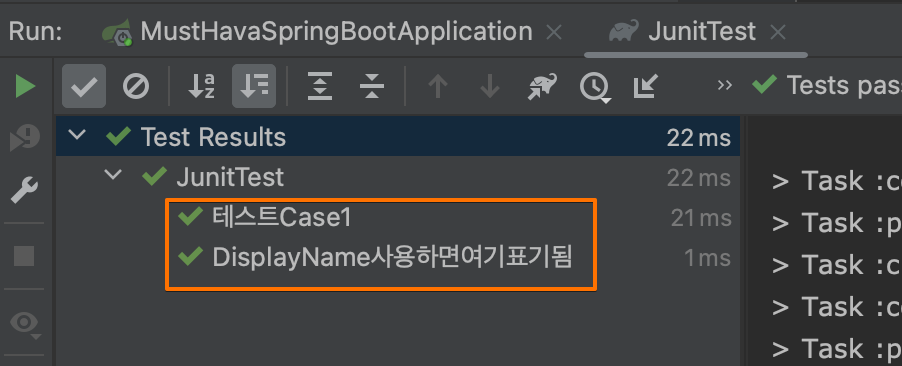 Run: MustHavaSpringBootApplication × JunitTest ×
>> Tests pas
Test Results 22 ms
JunitTest 22 ms
테스트Case1 21 ms
DisplayName사용하면여기표기됨 1 ms
> Task :c
> Task :p
> Task :c
> Task :c
> Task :p